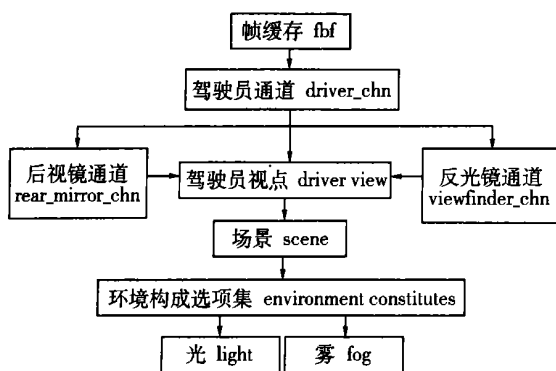 帧缓存 fbf
驾驶员通道 driver_chn
后视镜通道
rear_mirror_chn
驾驶员视点 driver view
反光镜通道
viewfinder_chn
场景 scene
环境构成选项集 environment constitutes
光 light
雾 fog